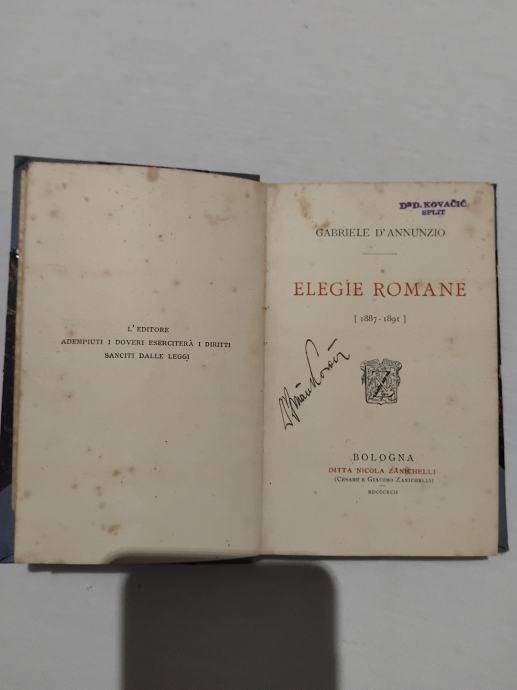 L'EDITORE
ADEMPIUTI I DOVERI ESERCITERÀ I DIRITTI
SANCITI DALLE LEGGI
DR D. KOVAČIĆ
SPLIT
GABRIELE D'ANNUNZIO
ELEGIE ROMANE
[ 1887-1891 ]
BOLOGNA
DITTA NICOLA ZANICHELLI
(CESARE E GIACOMO ZANICHELLI)
MDCCCXCII